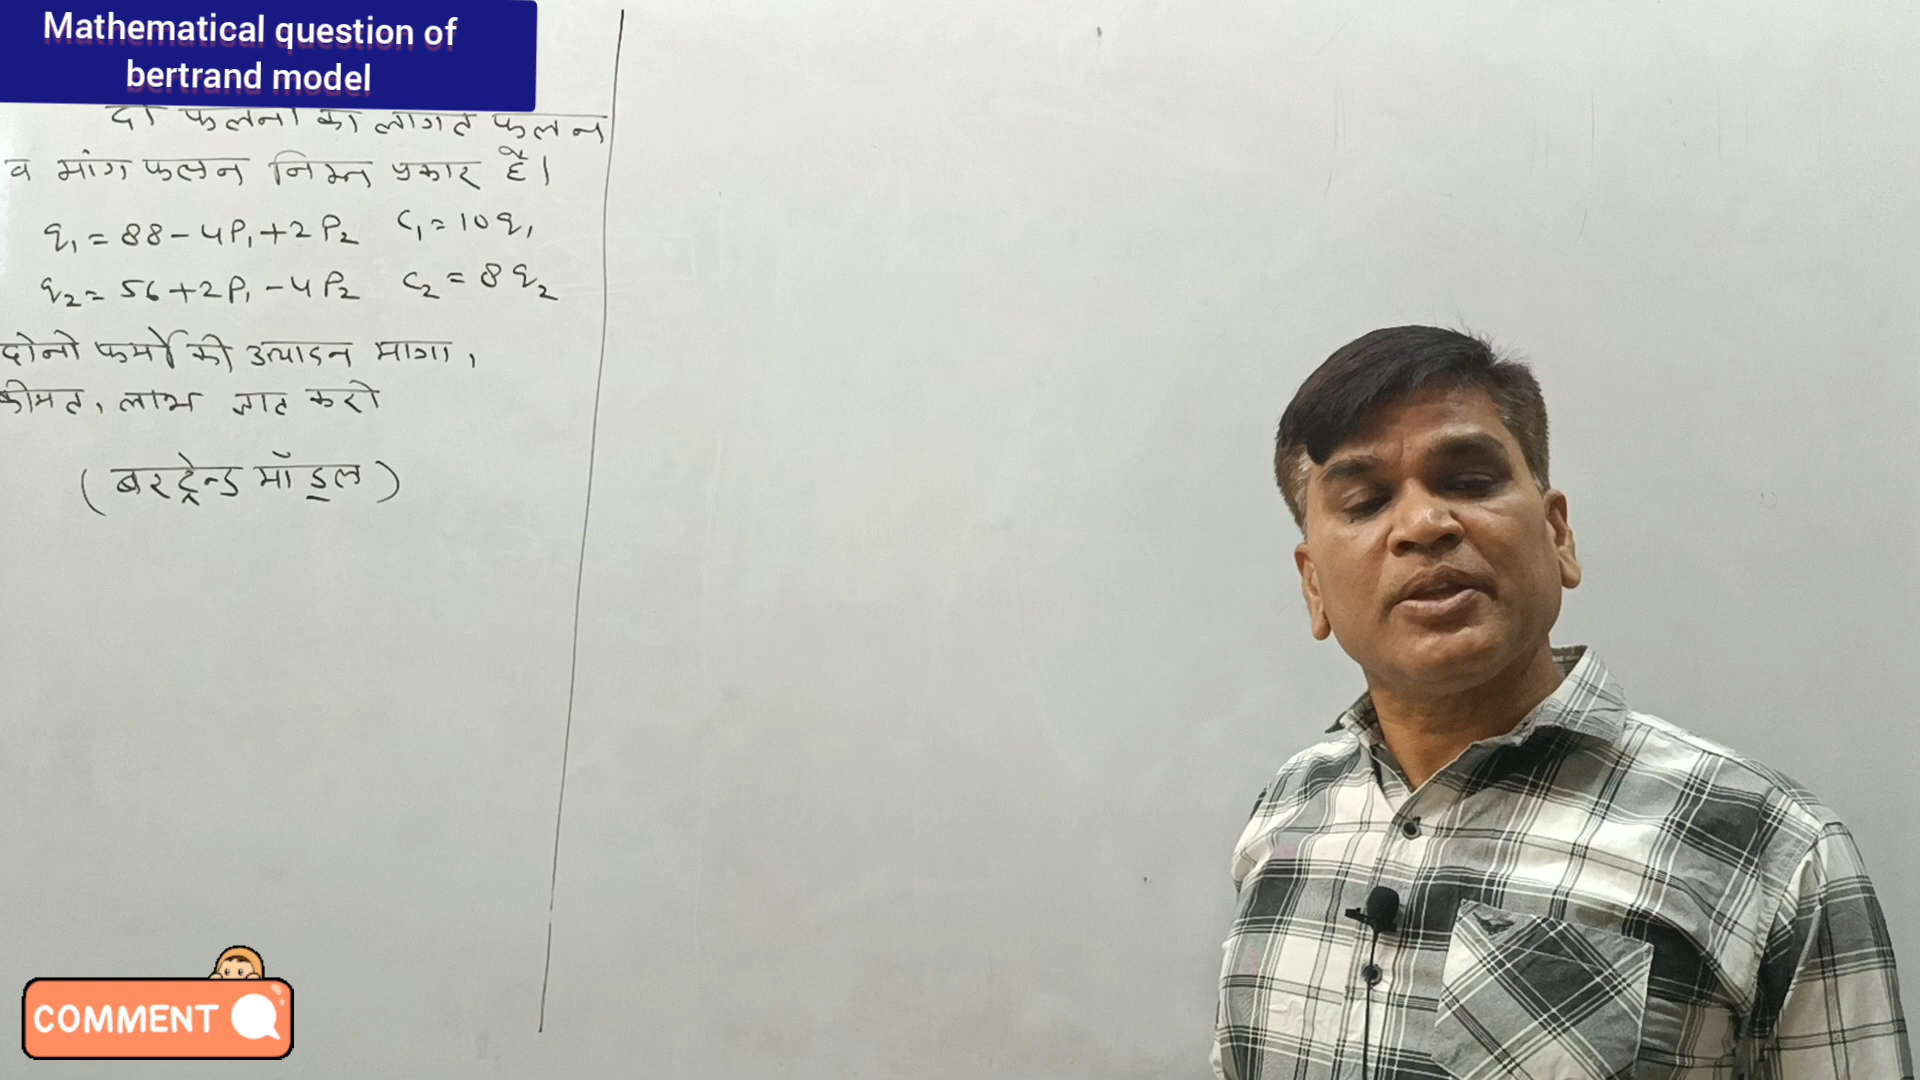 Mathematical question of
bertrand model
दो फलनो का लागत फलन
व मांग फलन निम्न प्रकार है।
q₁ = 88 - 4P₁ + 2P₂ C₁ = 10q₁
q₂ = 56 + 2P₁ - 4P₂ C₂ = 8q₂
दोनो फर्मो की उत्पादन मात्रा,
कीमत, लाभ ज्ञात करो
(बरट्रेन्ड मॉडल)
COMMENT